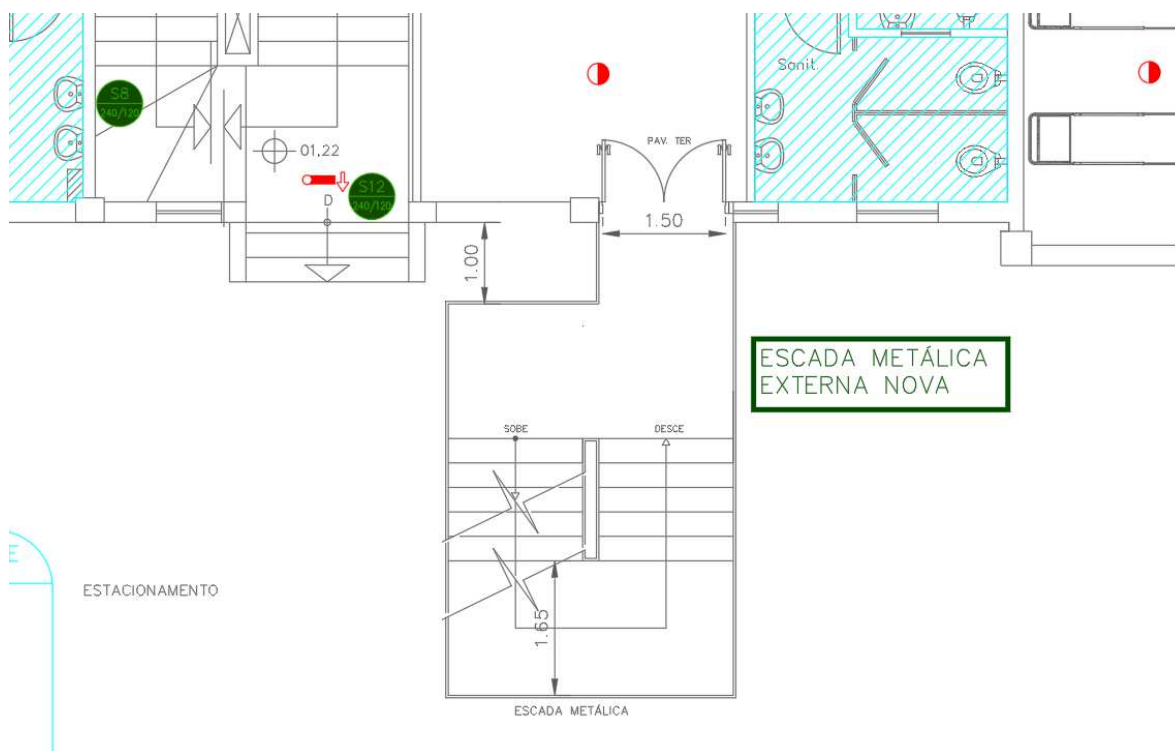 Sanit.
S8
240/120
PAV. TER
01,22
S12
240/120
D
1.50
1.00
ESCADA METÁLICA
EXTERNA NOVA
SOBE
DESCE
E
ESTACIONAMENTO
1.65
ESCADA METÁLICA